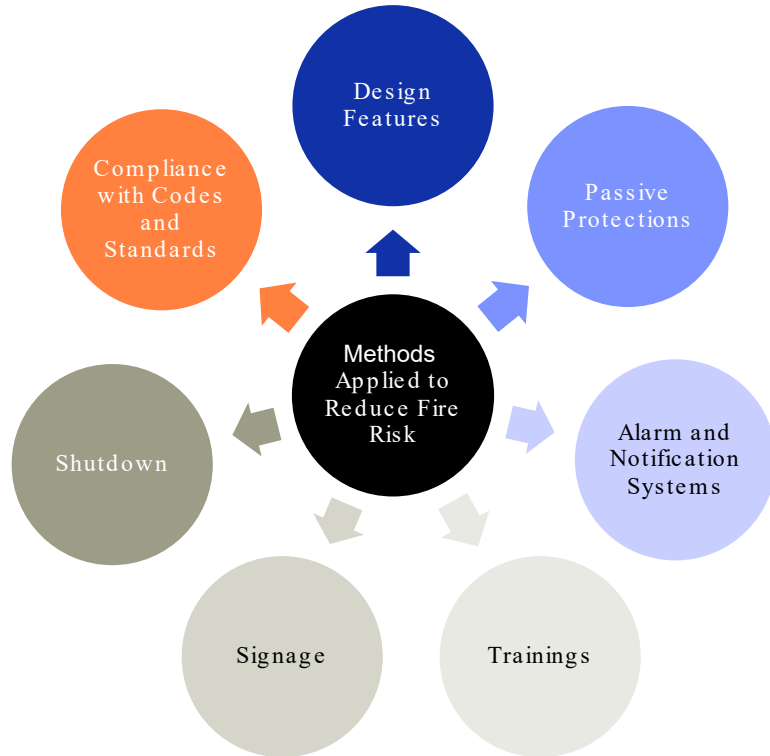 Design
Features
Passive
Protections
Alarm and
Notification
Systems
Trainings
Signage
Shutdown
Compliance
with Codes
and
Standards
Methods
Applied to
Reduce Fire
Risk